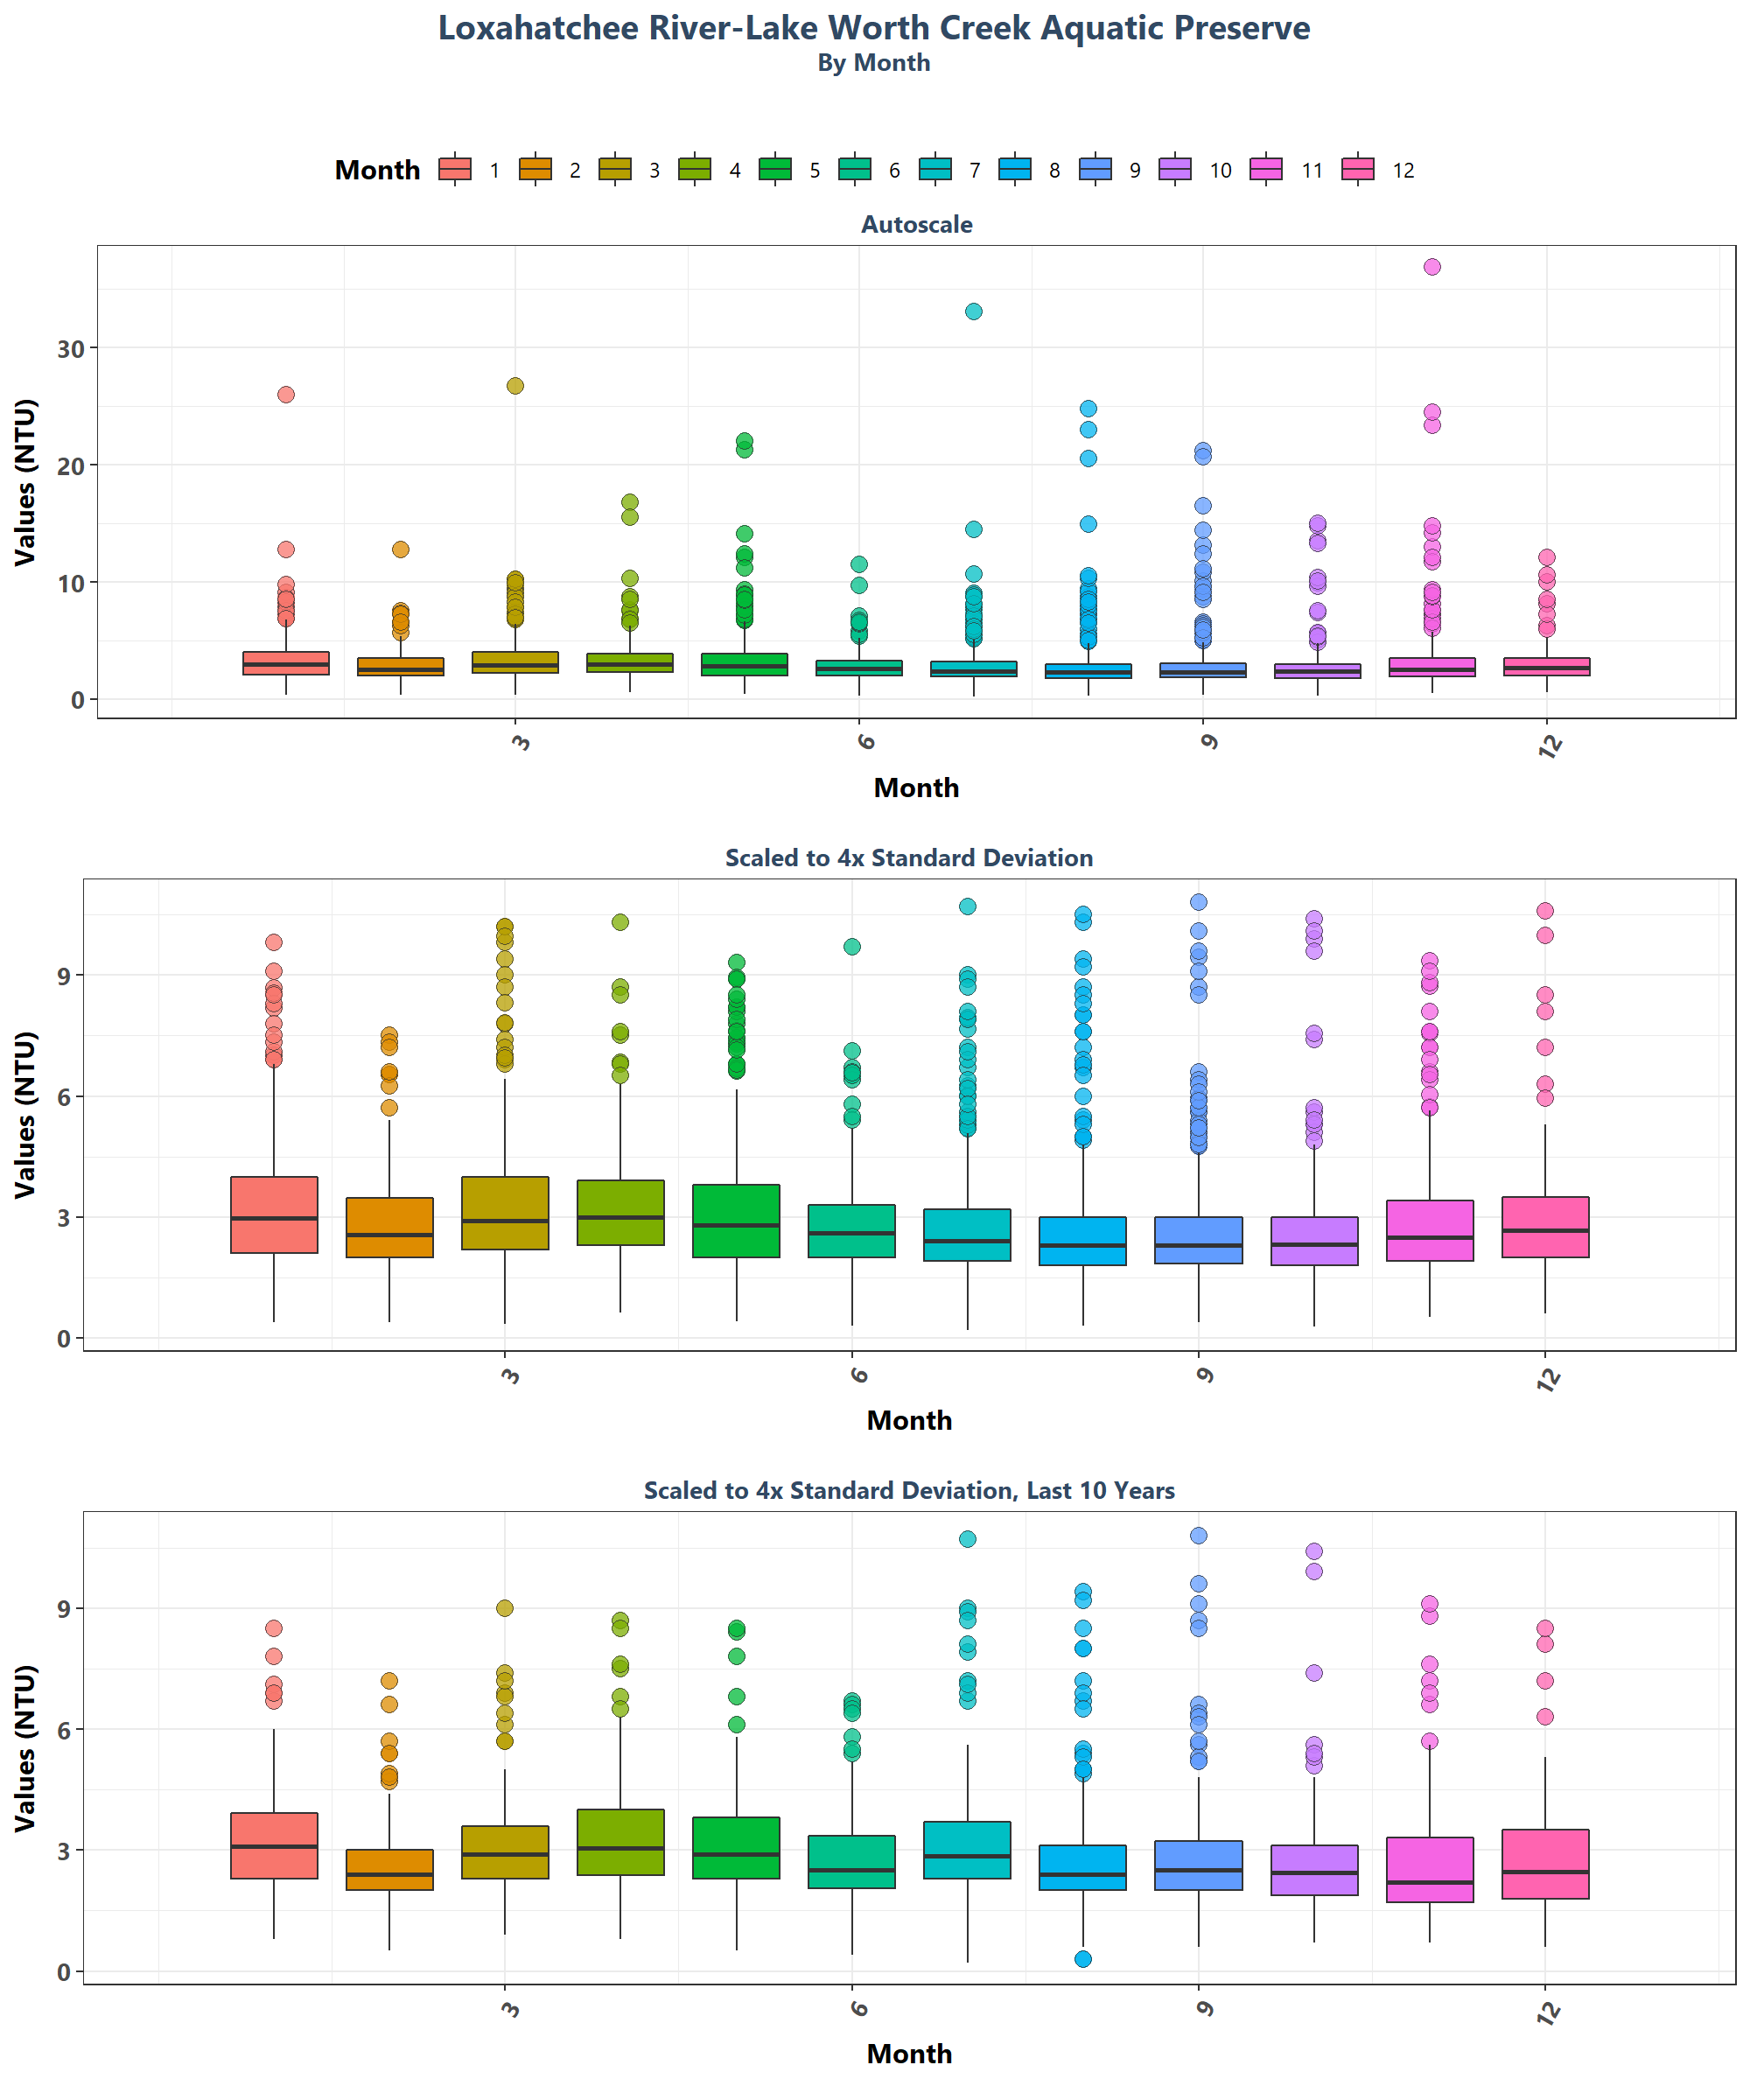 Loxahatchee River-Lake Worth Creek Aquatic Preserve
By Month
Month 1 2 3 4 5 6 7 8 9 10 11 12
Autoscale
Values (NTU)
30
20
10
0
3 6 9 12
Month
Scaled to 4x Standard Deviation
Values (NTU)
9
6
3
0
3 6 9 12
Month
Scaled to 4x Standard Deviation, Last 10 Years
Values (NTU)
9
6
3
0
3 6 9 12
Month